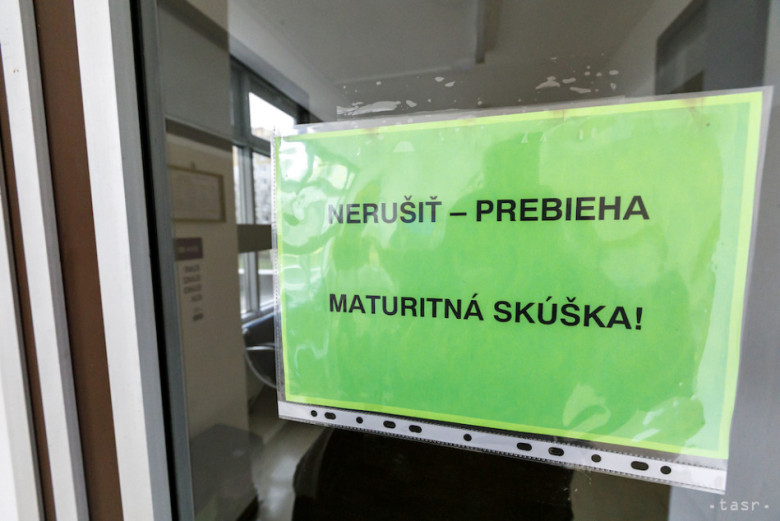 NERUŠIŤ – PREBIEHA
MATURITNÁ SKÚŠKA!
·tasr·